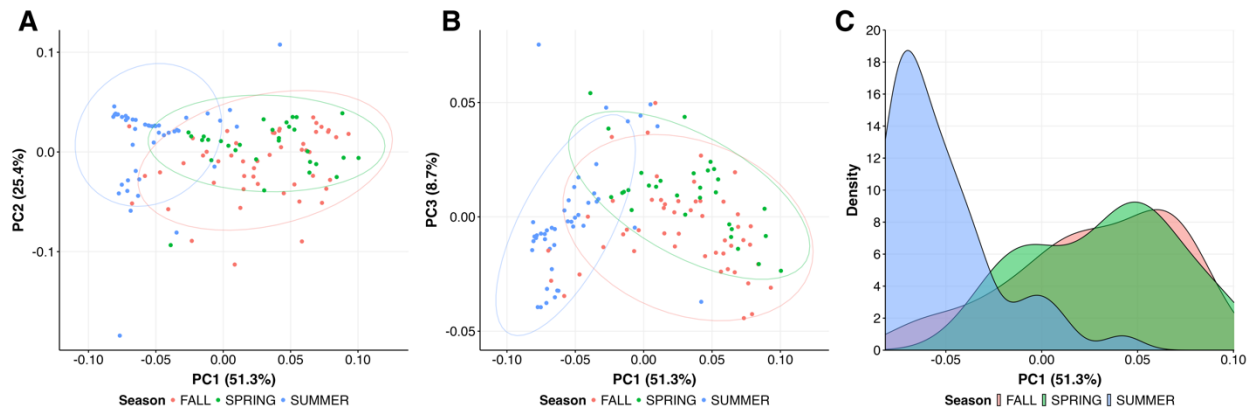 A
0.1
0.0
-0.1
PC2 (25.4%)
-0.10
-0.05
0.00
0.05
0.10
PC1 (51.3%)
Season FALL SPRING SUMMER
B
0.05
0.00
-0.05
PC3 (8.7%)
-0.10
-0.05
0.00
0.05
0.10
PC1 (51.3%)
Season FALL SPRING SUMMER
C
20
18
16
14
12
10
8
6
4
2
0
Density
-0.05
0.00
0.05
0.10
PC1 (51.3%)
Season FALL SPRING SUMMER